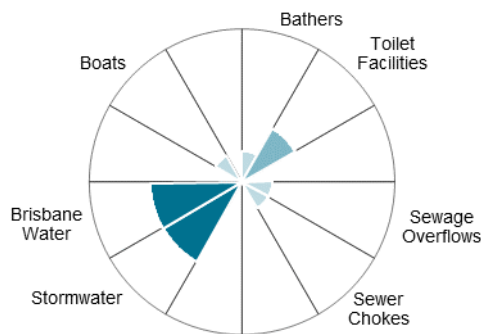 Bathers
Toilet
Facilities
Boats
Brisbane
Water
Sewage
Overflows
Stormwater
Sewer
Chokes